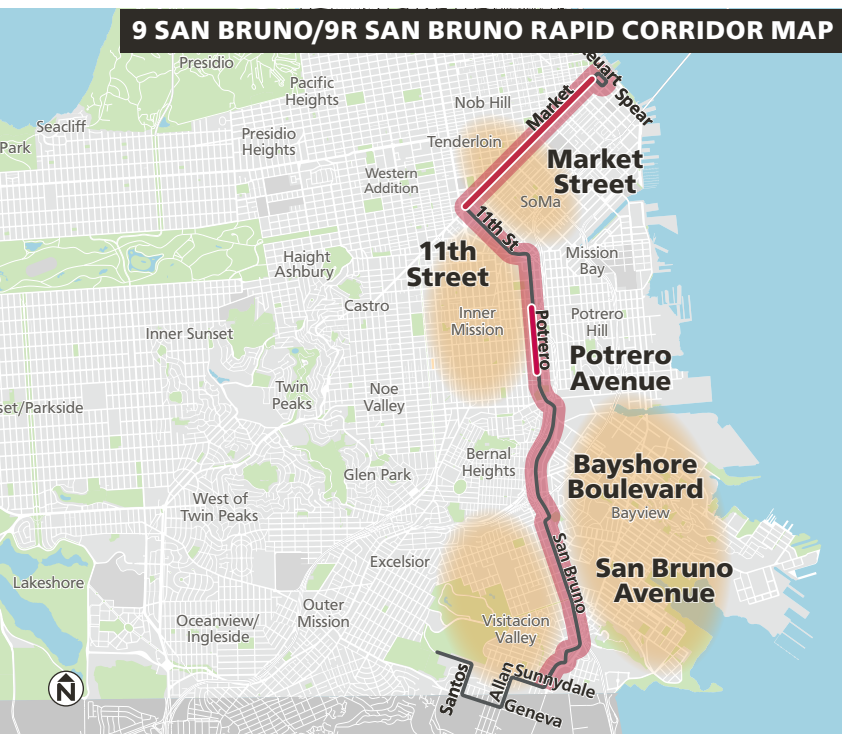 9 SAN BRUNO/9R SAN BRUNO RAPID CORRIDOR MAP
Presidio
Pacific
Heights
Nob Hill
Market
Spear
Seacliff
Park
Presidio
Heights
Tenderloin
Western
Addition
Market
Street
SoMa
11th St
11th
Street
Haight
Ashbury
Mission
Bay
Castro
Inner
Mission
Potrero
Potrero
Hill
Inner Sunset
Potrero
Avenue
Twin
Peaks
Noe
Valley
set/Parkside
Bernal
Heights
Glen Park
Bayshore
Boulevard
Bayview
West of
Twin Peaks
Excelsior
San Bruno
San Bruno
Avenue
Lakeshore
Outer
Mission
Oceanview/
Ingleside
Visitacion
Valley
Santos
Allan
Sunnydale
Geneva
N